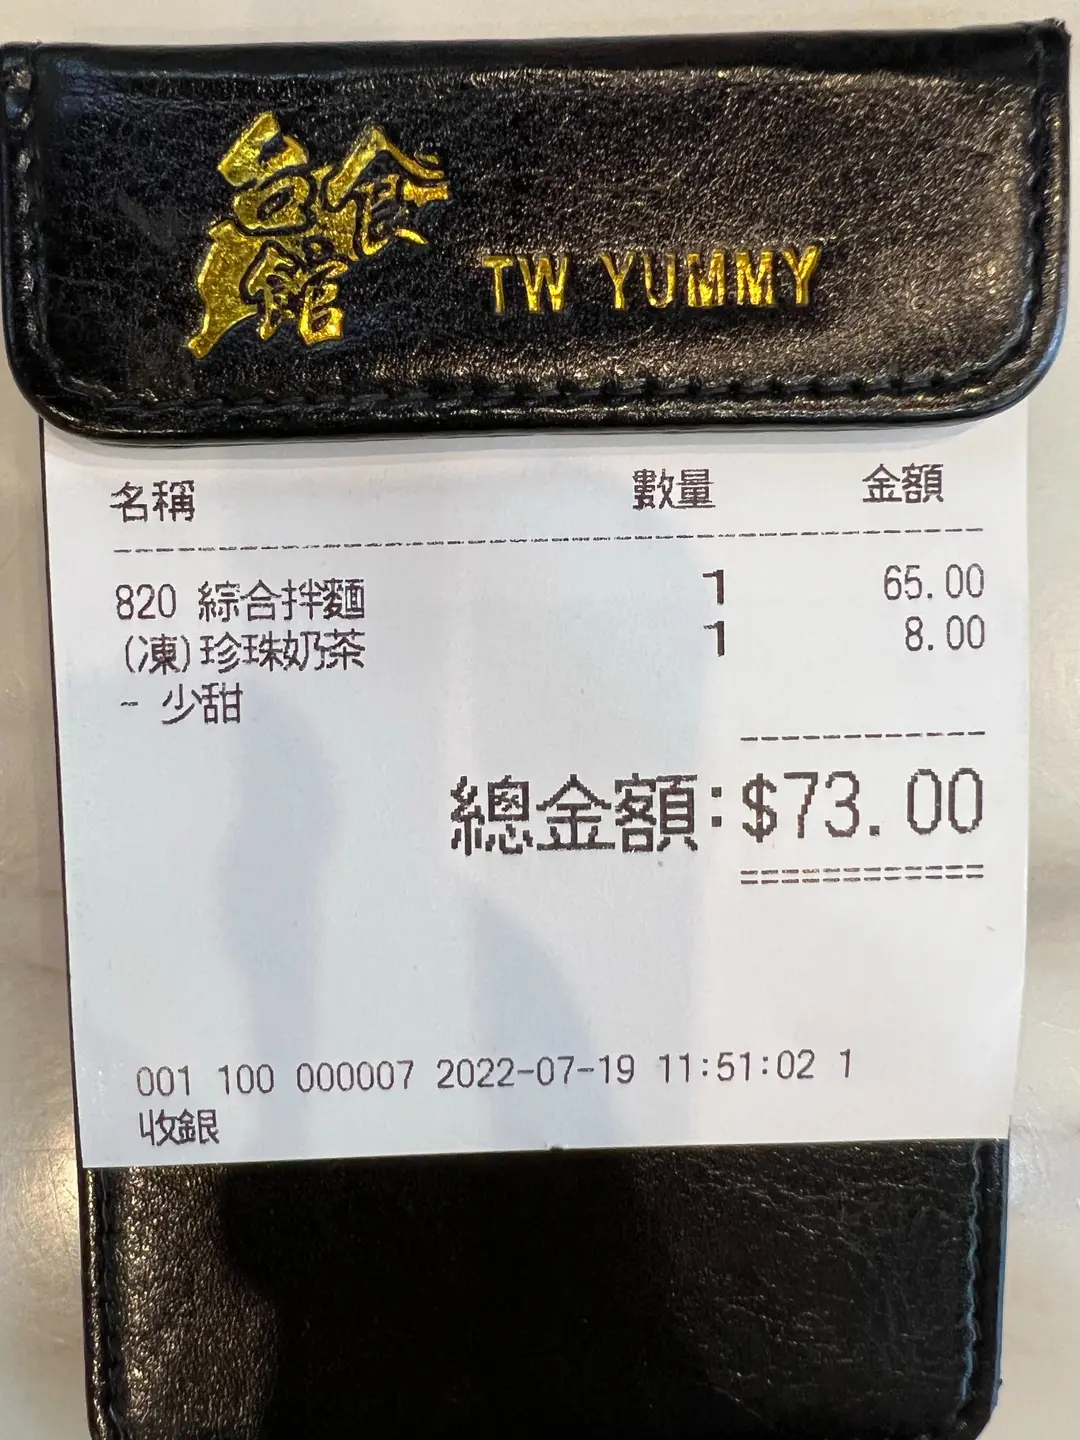 台食館
TW YUMMY
名稱 數量 金額
820 綜合拌麵 1 65.00
(凍)珍珠奶茶 1 8.00
- 少甜
總金額:$73.00
001 100 000007 2022-07-19 11:51:02 1
收銀